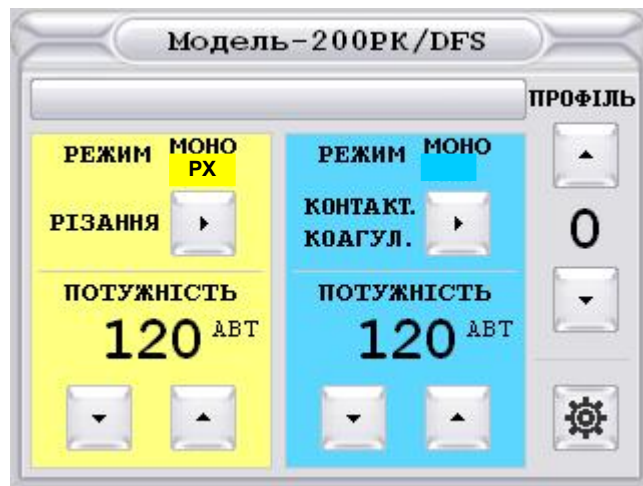 Модель-200РК/DFS
ПРОФІЛЬ
0
РЕЖИМ МОНО
РХ
РІЗАННЯ
ПОТУЖНІСТЬ
120 АВТ
РЕЖИМ МОНО
КОНТАКТ.
КОАГУЛ.
ПОТУЖНІСТЬ
120 АВТ